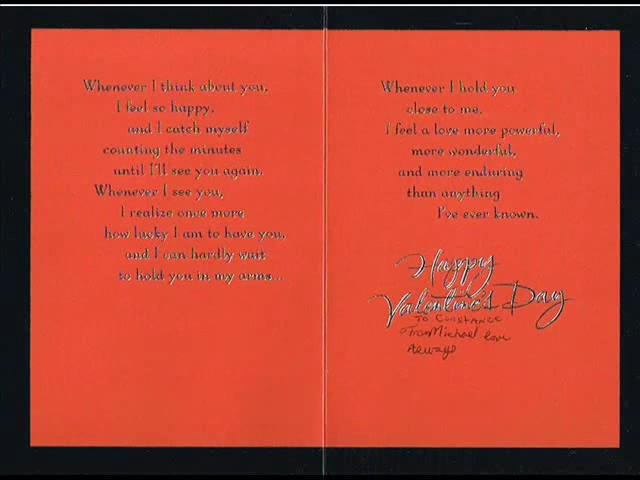 Whenever I think about you,
I feel so happy,
and I catch myself
counting the minutes
until I'll see you again.
Whenever I see you,
I realize once more
how lucky I am to have you,
and I can hardly wait
to hold you in my arms...
Whenever I hold you
close to me,
I feel a love more powerful,
more wonderful,
and more enduring
than anything
I've ever known.
Happy
Valentine's Day
To Constance
From Michael love
Always